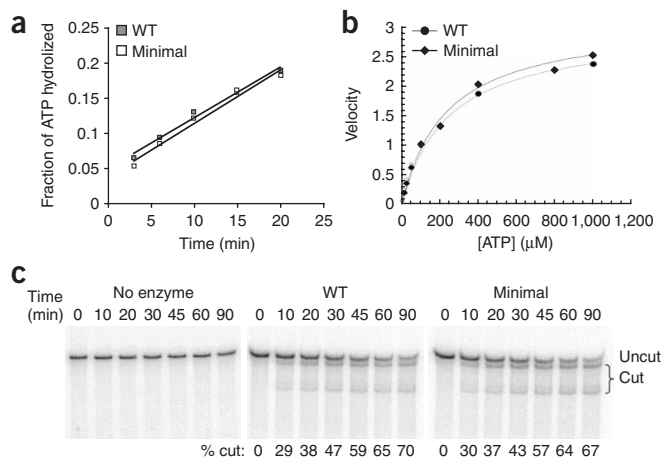 a
WT
Minimal
Fraction of ATP hydrolized
0.25
0.2
0.15
0.1
0.05
0
0 5 10 15 20 25
Time (min)
b
WT
Minimal
Velocity
3
2.5
2
1.5
1
0.5
0
0 200 400 600 800 1,000 1,200
[ATP] (μM)
c
No enzyme WT Minimal
Time (min) 0 10 20 30 45 60 90 0 10 20 30 45 60 90 0 10 20 30 45 60 90
Uncut
Cut
% cut: 0 29 38 47 59 65 70 0 30 37 43 57 64 67